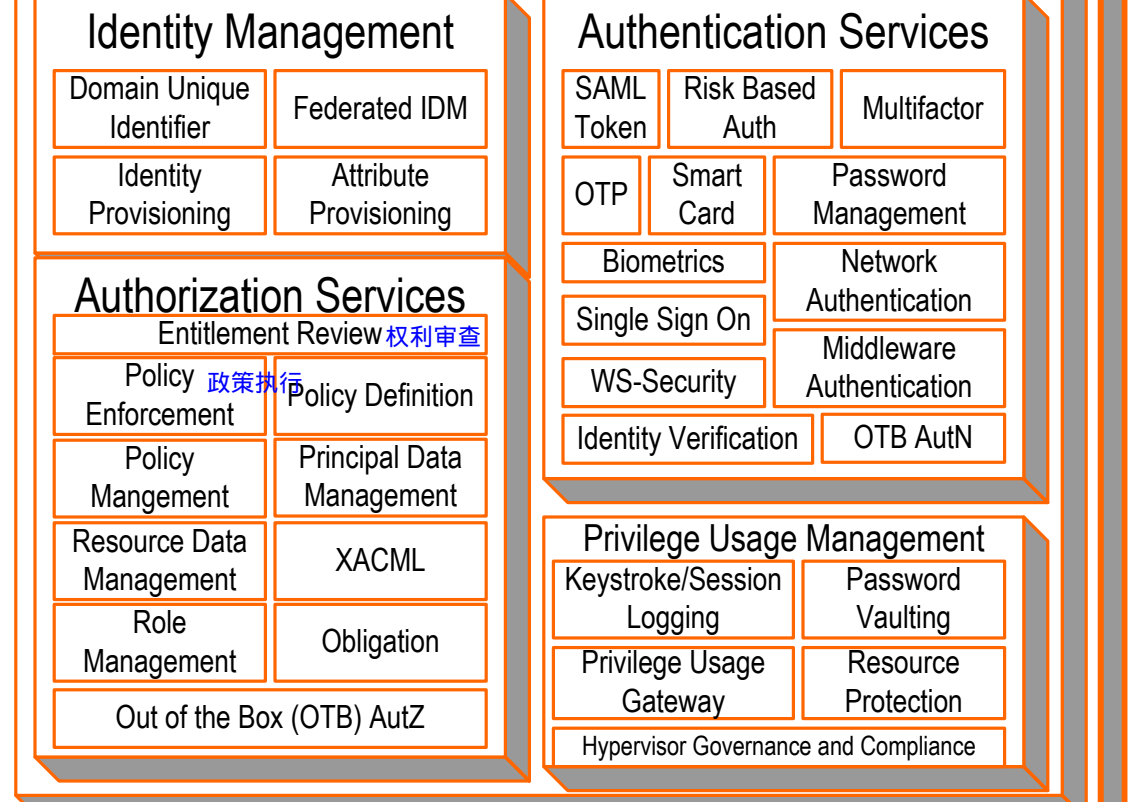 Identity Management
Domain Unique
Identifier
Federated IDM
Identity
Provisioning
Attribute
Provisioning
Authorization Services
Entitlement Review 权利审查
Policy
Enforcement
政策执行
Policy Definition
Policy
Mangement
Principal Data
Management
Resource Data
Management
XACML
Role
Management
Obligation
Out of the Box (OTB) AutZ
Authentication Services
SAML
Token
Risk Based
Auth
Multifactor
OTP
Smart
Card
Password
Management
Biometrics
Network
Authentication
Single Sign On
Middleware
Authentication
WS-Security
Identity Verification
OTB AutN
Privilege Usage Management
Keystroke/Session
Logging
Password
Vaulting
Privilege Usage
Gateway
Resource
Protection
Hypervisor Governance and Compliance